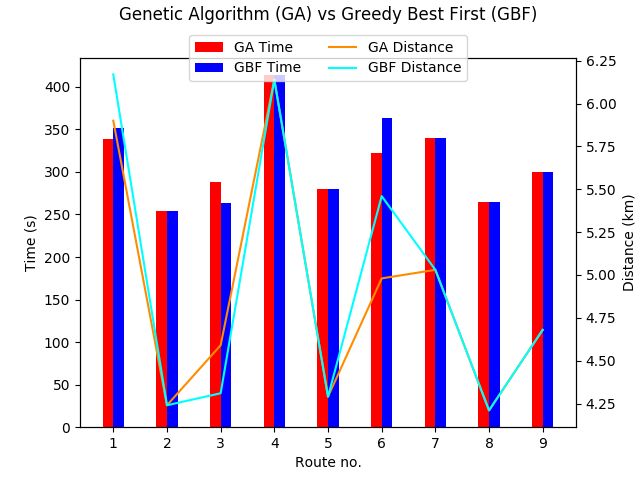 Genetic Algorithm (GA) vs Greedy Best First (GBF)
GA Time
GBF Time
GA Distance
GBF Distance
Time (s)
400
350
300
250
200
150
100
50
0
6.25
6.00
5.75
5.50
5.25
5.00
4.75
4.50
4.25
Distance (km)
1 2 3 4 5 6 7 8 9
Route no.